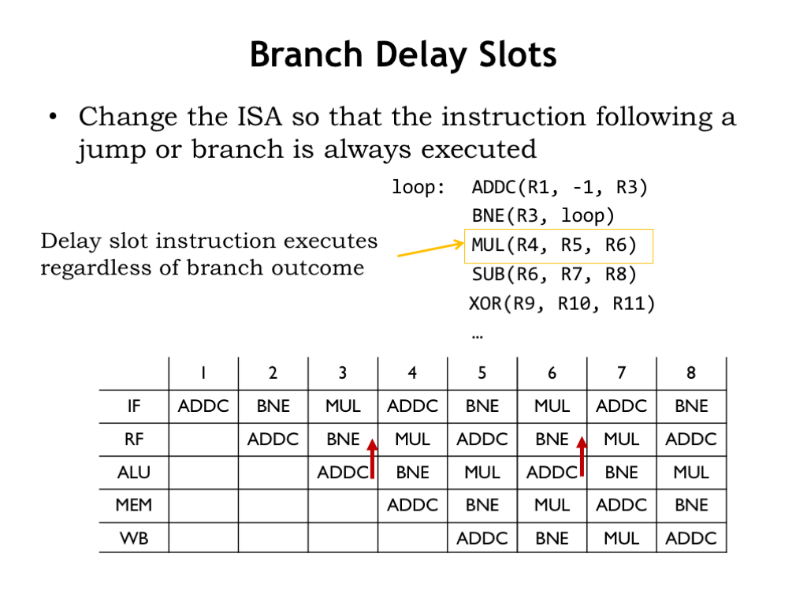 Branch Delay Slots
• Change the ISA so that the instruction following a
jump or branch is always executed
loop: ADDC(R1, -1, R3)
BNE(R3, loop)
Delay slot instruction executes
regardless of branch outcome
MUL(R4, R5, R6)
SUB(R6, R7, R8)
XOR(R9, R10, R11)
…
1 2 3 4 5 6 7 8
IF ADDC BNE MUL ADDC BNE MUL ADDC BNE
RF ADDC BNE MUL ADDC BNE MUL ADDC
ALU ADDC BNE MUL ADDC BNE MUL
MEM ADDC BNE MUL ADDC BNE
WB ADDC BNE MUL ADDC